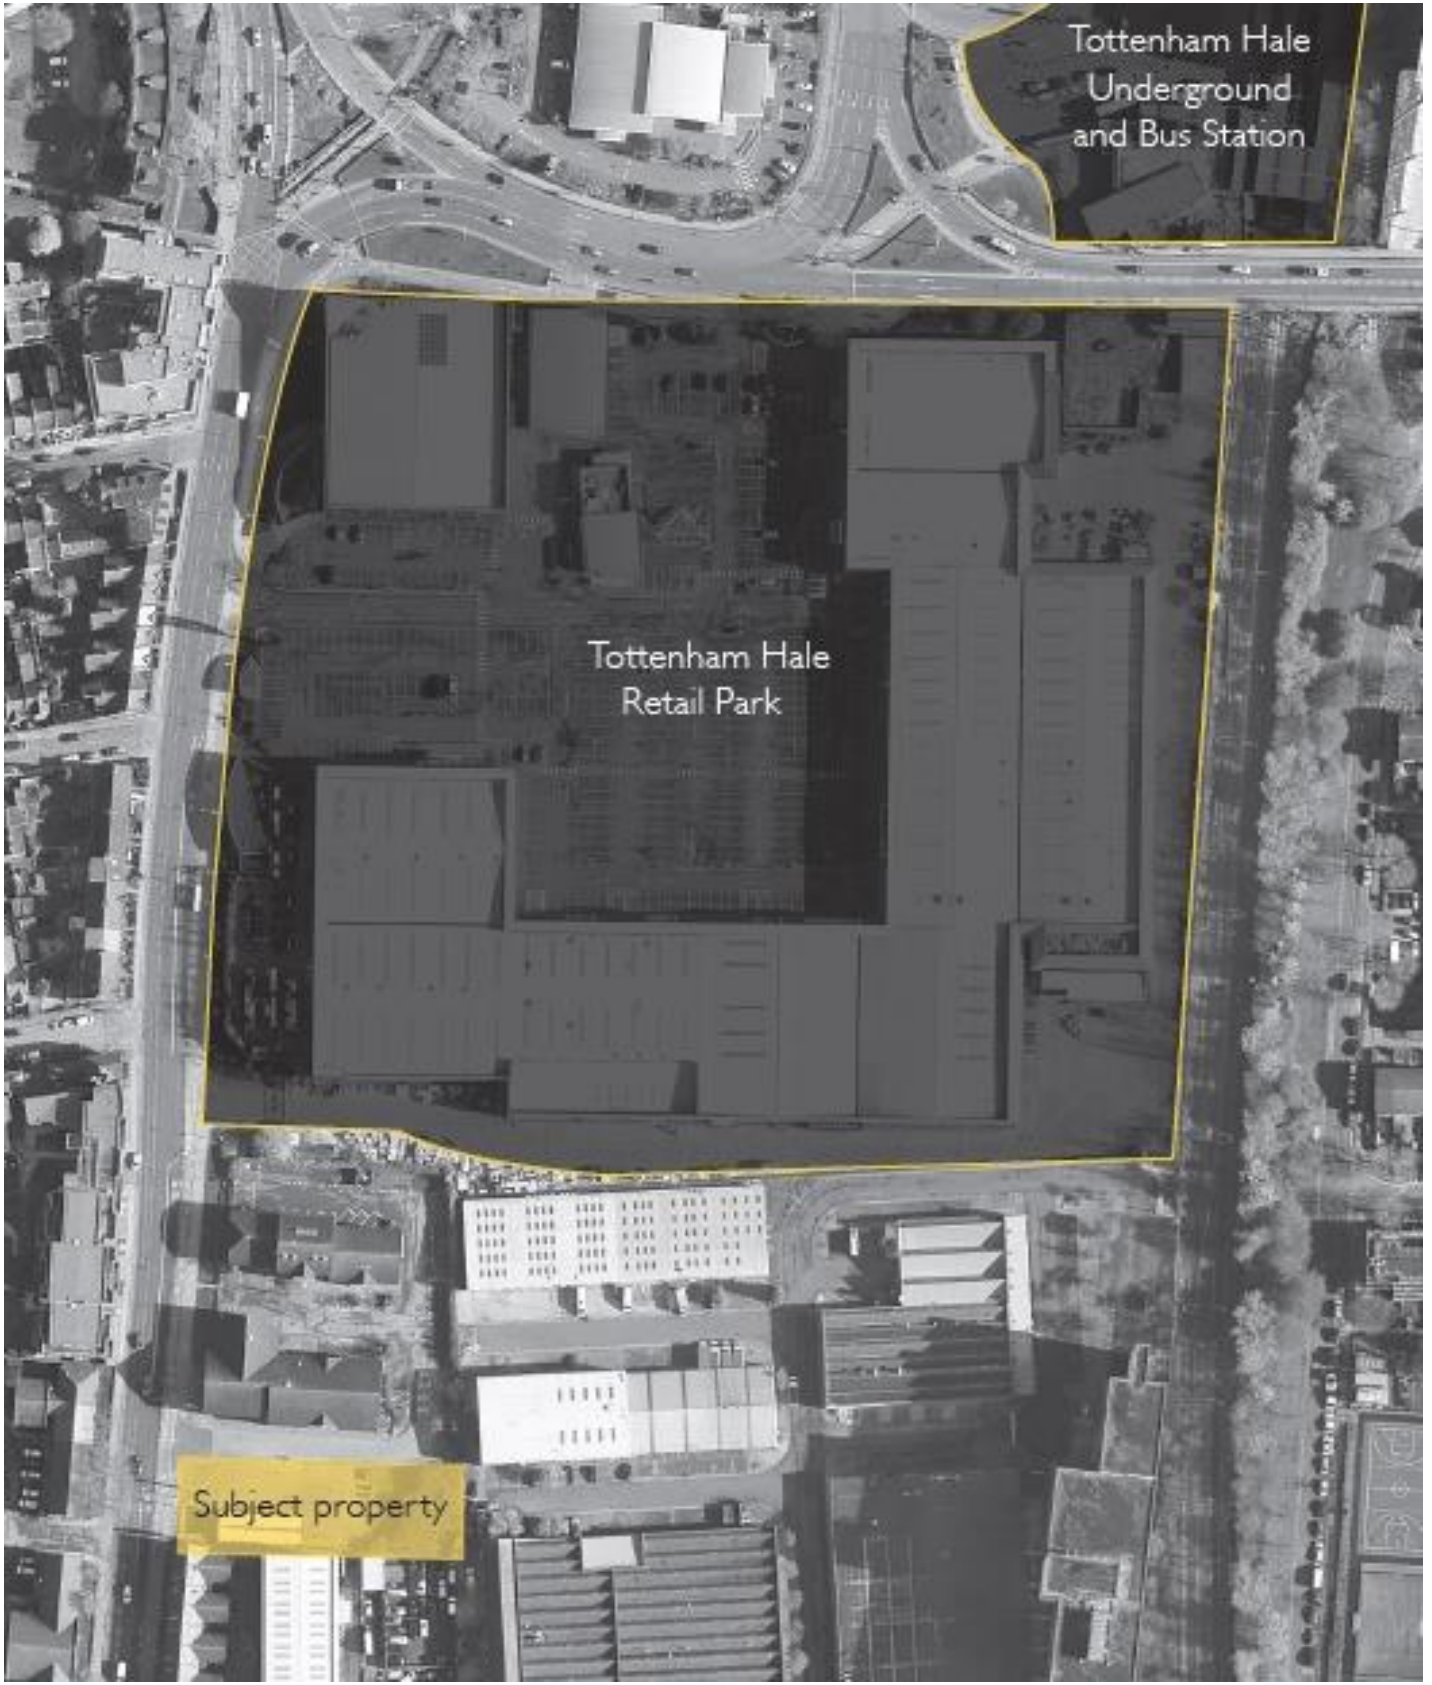 Tottenham Hale
Underground
and Bus Station
Tottenham Hale
Retail Park
Subject property